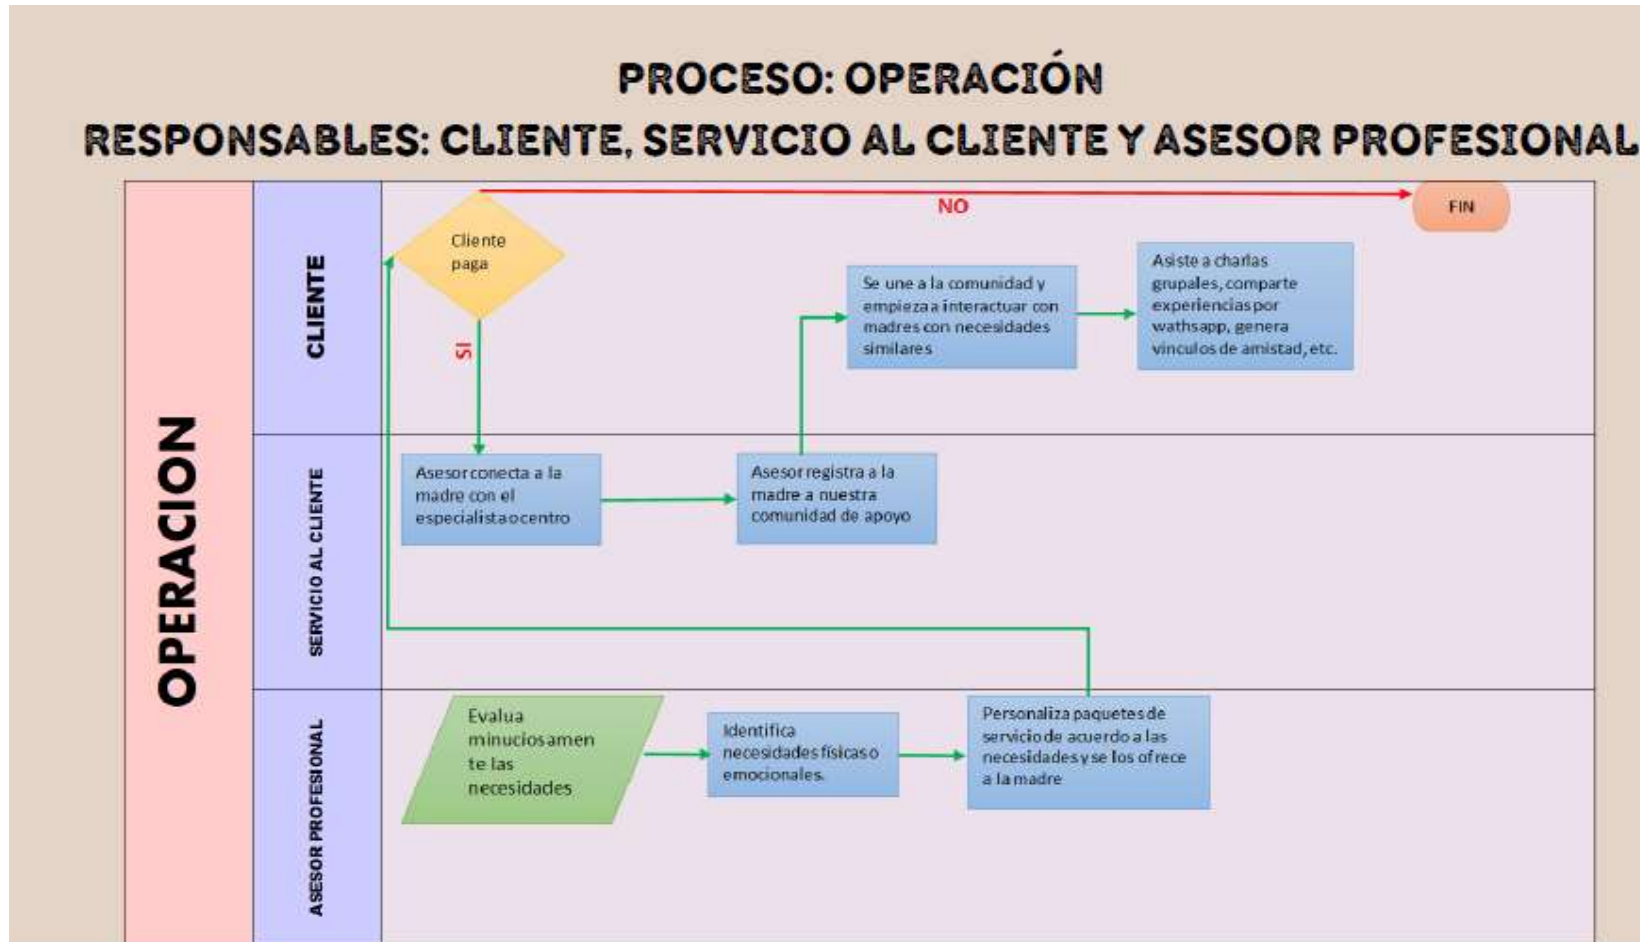 PROCESO: OPERACIÓN
RESPONSABLES: CLIENTE, SERVICIO AL CLIENTE Y ASESOR PROFESIONAL
OPERACION
CLIENTE
Cliente
paga
NO
FIN
SI
Se une a la comunidad y
empieza a interactuar con
madres con necesidades
similares
Asiste a charlas
grupales, comparte
experiencias por
wathsapp, genera
vinculos de amistad, etc.
SERVICIO AL CLIENTE
Asesor conecta a la
madre con el
especialista o centro
Asesor registra a la
madre a nuestra
comunidad de apoyo
ASESOR PROFESIONAL
Evalua
minuciosamen
te las
necesidades
Identifica
necesidades físicas o
emocionales.
Personaliza paquetes de
servicio de acuerdo a las
necesidades y se los ofrece
a la madre